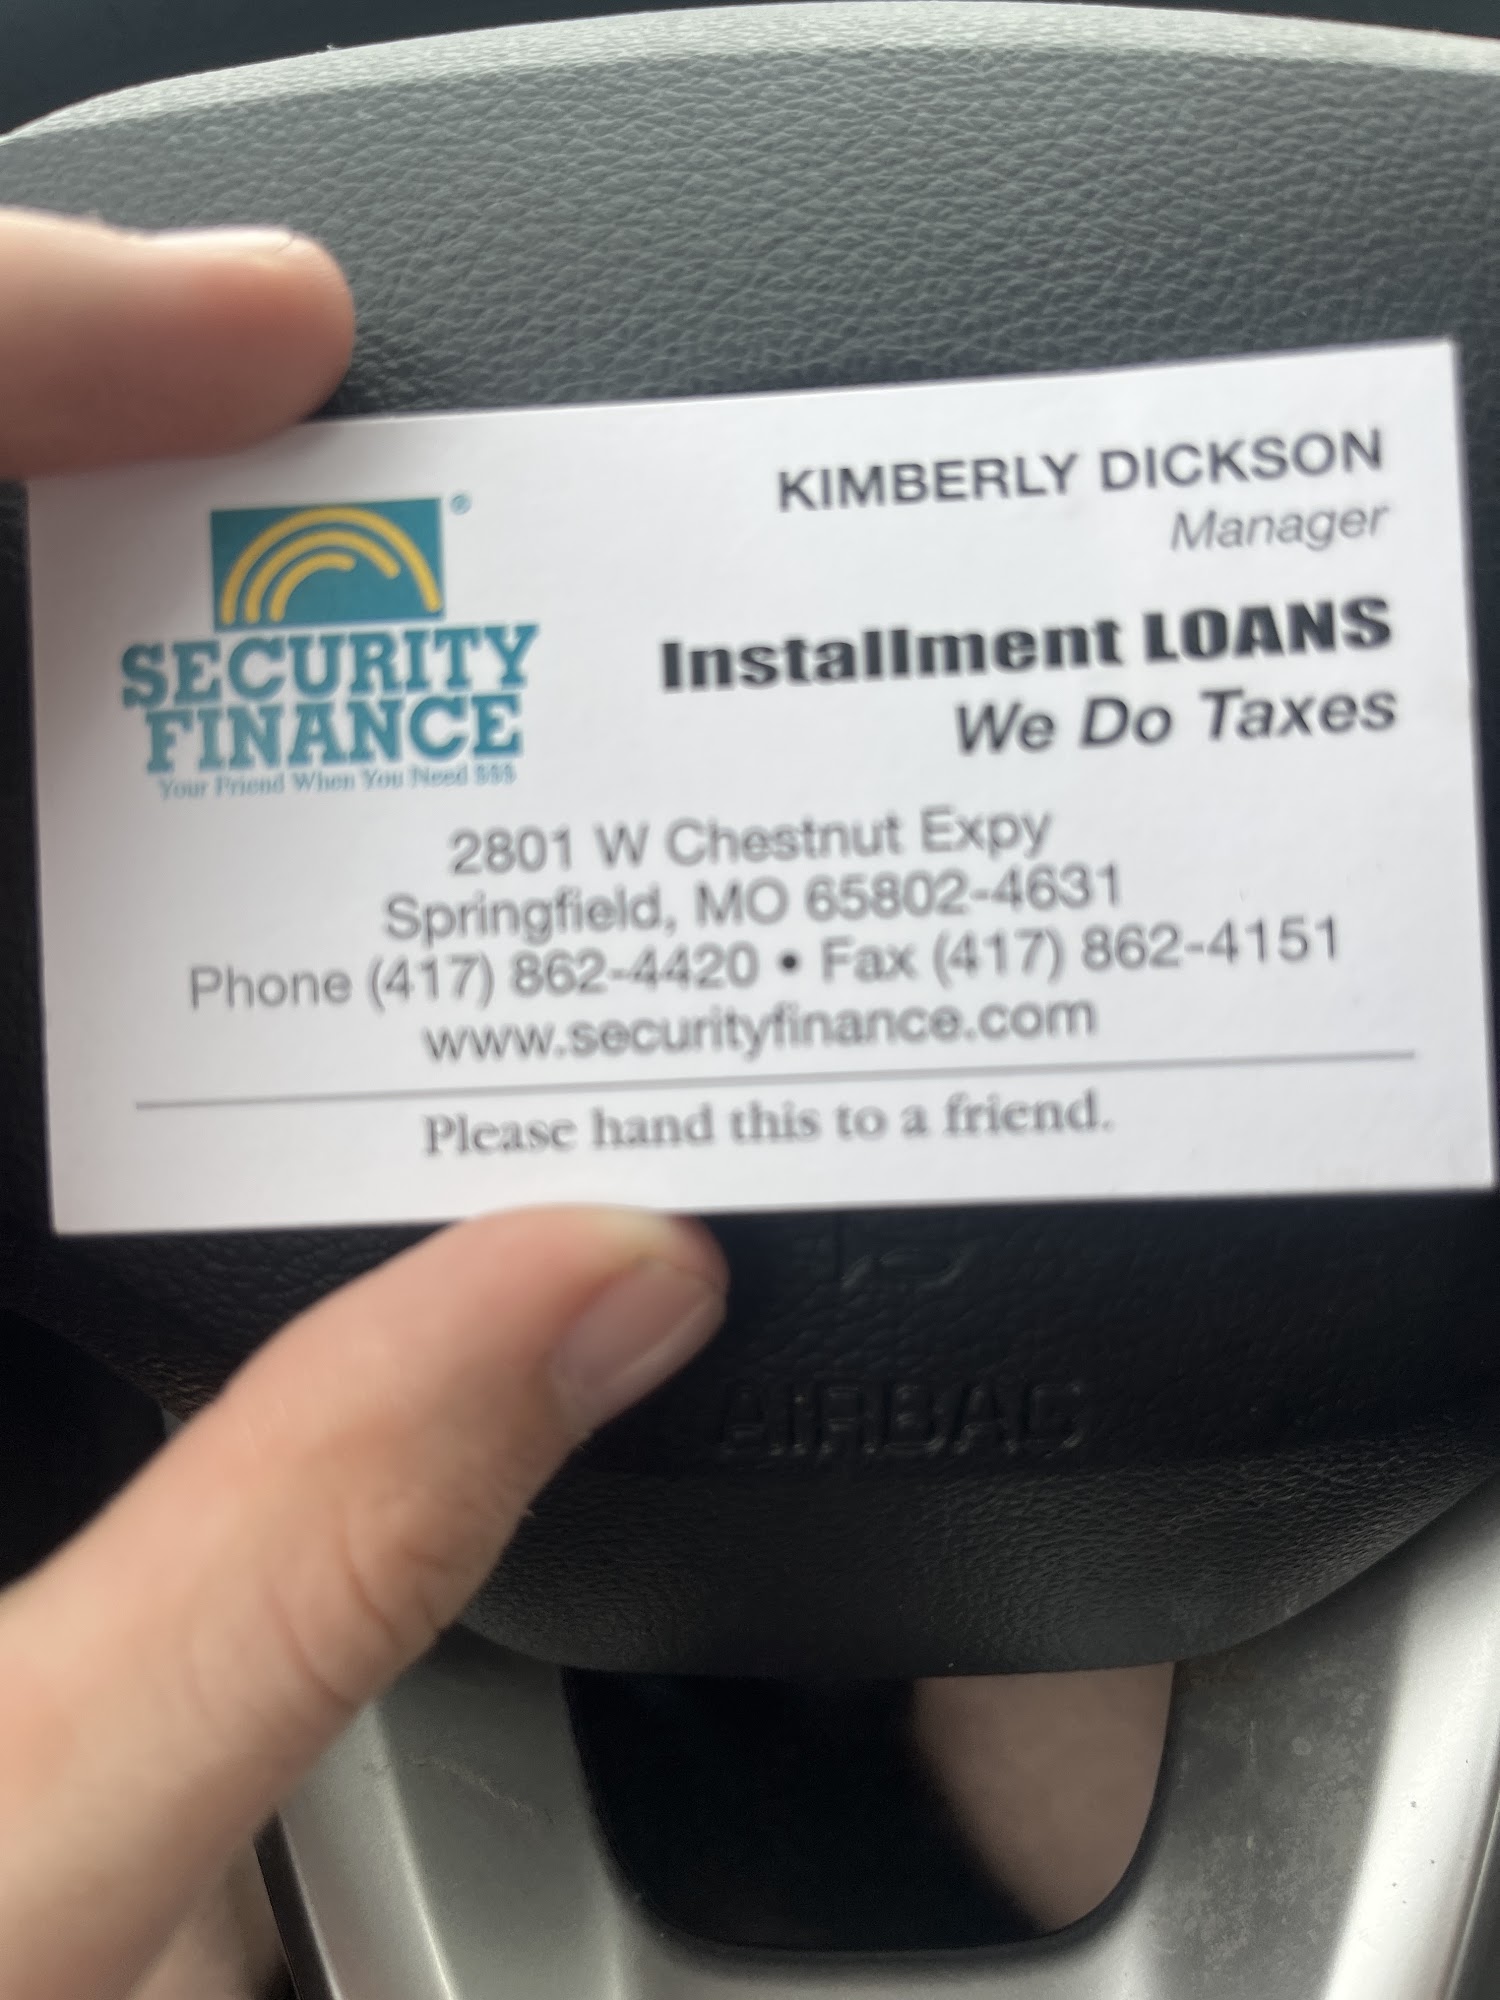 KIMBERLY DICKSON
Manager
®
SECURITY
FINANCE
Your Friend When You Need $$$
Installment LOANS
We Do Taxes
2801 W Chestnut Expy
Springfield, MO 65802-4631
Phone (417) 862-4420 • Fax (417) 862-4151
www.securityfinance.com
Please hand this to a friend.
AIRBAG